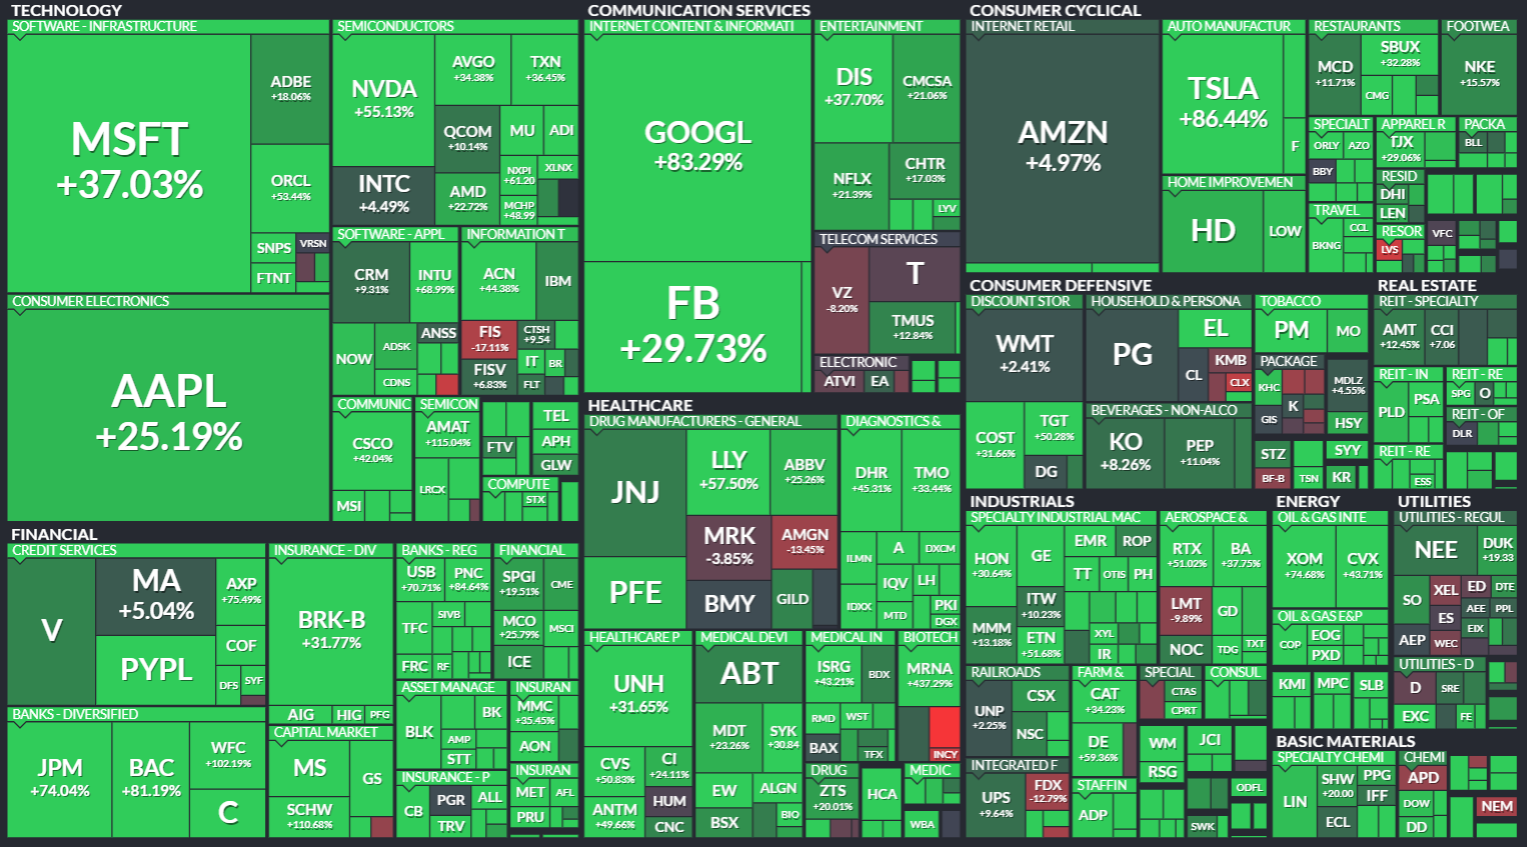 TECHNOLOGY
SOFTWARE - INFRASTRUCTURE
MSFT
+37.03%
ADBE
+18.06%
ORCL
+53.44%
SNPS
VRSN
FTNT
SEMICONDUCTORS
NVDA
+55.13%
AVGO
+34.38%
TXN
+36.45%
QCOM
+10.14%
MU
ADI
INTC
+4.49%
AMD
+22.72%
NXPI
+61.20
XLNX
MCHP
+48.99
CONSUMER ELECTRONICS
AAPL
+25.19%
SOFTWARE - APPL
CRM
+9.31%
INTU
+68.99%
NOW
ADSK
ANSS
CDNS
INFORMATION T
ACN
+44.38%
IBM
FIS
-17.11%
CTSH
+9.54
FISV
+6.83%
IT
BR
FLT
COMMUNIC
CSCO
+42.04%
MSI
SEMICON
AMAT
+115.04%
LRCX
FTV
TEL
APH
GLW
COMPUTE
STX
COMMUNICATION SERVICES
INTERNET CONTENT & INFORMATI
GOOGL
+83.29%
FB
+29.73%
ENTERTAINMENT
DIS
+37.70%
CMCSA
+21.06%
NFLX
+21.39%
CHTR
+17.03%
LYV
TELECOM SERVICES
VZ
-8.20%
T
TMUS
+12.84%
ELECTRONIC
ATVI
EA
CONSUMER CYCLICAL
INTERNET RETAIL
AMZN
+4.97%
AUTO MANUFACTUR
TSLA
+86.44%
F
HOME IMPROVEMEN
HD
LOW
RESTAURANTS
MCD
+11.71%
SBUX
+32.28%
CMG
FOOTWEA
NKE
+15.57%
SPECIALT
ORLY
AZO
BBY
APPAREL R
TJX
+29.06%
PACKA
BLL
RESID
DHI
LEN
TRAVEL
BKNG
CCL
RESOR
LVS
VFC
CONSUMER DEFENSIVE
DISCOUNT STOR
WMT
+2.41%
COST
+31.66%
TGT
+50.28%
DG
HOUSEHOLD & PERSONA
PG
EL
CL
KMB
CLX
BEVERAGES - NON-ALCO
KO
+8.26%
PEP
+11.04%
TOBACCO
PM
MO
PACKAGE
KHC
GIS
K
MDLZ
+4.55%
HSY
STZ
BF-B
TSN
SYY
KR
REAL ESTATE
REIT - SPECIALTY
AMT
+12.45%
CCI
+7.06
REIT - IN
PLD
PSA
REIT - RE
SPG
O
REIT - OF
DLR
REIT - RE
ESS
HEALTHCARE
DRUG MANUFACTURERS - GENERAL
JNJ
LLY
+57.50%
ABBV
+25.26%
MRK
-3.85%
AMGN
-13.45%
PFE
BMY
GILD
DIAGNOSTICS &
DHR
+45.31%
TMO
+33.44%
ILMN
A
DXCM
IQV
LH
IDXX
MTD
PKI
DGX
HEALTHCARE P
UNH
+31.65%
CVS
+50.83%
CI
+24.11%
ANTM
+49.66%
HUM
CNC
MEDICAL DEVI
ABT
MDT
+23.26%
SYK
+30.84
EW
ALGN
BSX
BIO
MEDICAL IN
ISRG
+43.21%
BDX
RMD
WST
BAX
TFX
BIOTECH
MRNA
+437.29%
INCY
DRUG
ZTS
+20.01%
HCA
MEDIC
WBA
FINANCIAL
CREDIT SERVICES
V
MA
+5.04%
AXP
+75.49%
PYPL
COF
DFS
SYF
BANKS - DIVERSIFIED
JPM
+74.04%
BAC
+81.19%
WFC
+102.19%
C
INSURANCE - DIV
BRK-B
+31.77%
AIG
HIG
PFG
CAPITAL MARKET
MS
GS
SCHW
+110.68%
BANKS - REG
USB
+70.71%
PNC
+84.64%
TFC
SIVB
FRC
RF
FINANCIAL
SPGI
+19.51%
CME
MCO
+25.79%
MSCI
ICE
ASSET MANAGE
BLK
BK
AMP
STT
INSURAN
MMC
+35.45%
AON
INSURANCE - P
CB
PGR
ALL
TRV
INSURAN
MET
AFL
PRU
INDUSTRIALS
SPECIALTY INDUSTRIAL MAC
HON
+30.64%
GE
EMR
ROP
TT
OTIS
PH
MMM
+13.18%
ITW
+10.23%
ETN
+51.68%
XYL
IR
AEROSPACE &
RTX
+51.02%
BA
+37.75%
LMT
-9.89%
GD
NOC
TDG
TXT
RAILROADS
UNP
+2.25%
CSX
NSC
FARM &
CAT
+34.23%
DE
+59.36%
SPECIAL
CTAS
CPRT
CONSUL
WM
RSG
JCI
INTEGRATED F
UPS
+9.64%
FDX
-12.79%
STAFFIN
ADP
SWK
ODFL
ENERGY
OIL & GAS INTE
XOM
+74.68%
CVX
+43.71%
OIL & GAS E&P
COP
EOG
PXD
KMI
MPC
SLB
UTILITIES
UTILITIES - REGUL
NEE
DUK
+19.33
SO
XEL
ED
DTE
AEE
PPL
ES
AEP
WEC
EIX
UTILITIES - D
D
SRE
EXC
FE
BASIC MATERIALS
SPECIALTY CHEMI
LIN
SHW
+20.00
PPG
IFF
ECL
CHEMI
APD
DOW
DD
NEM